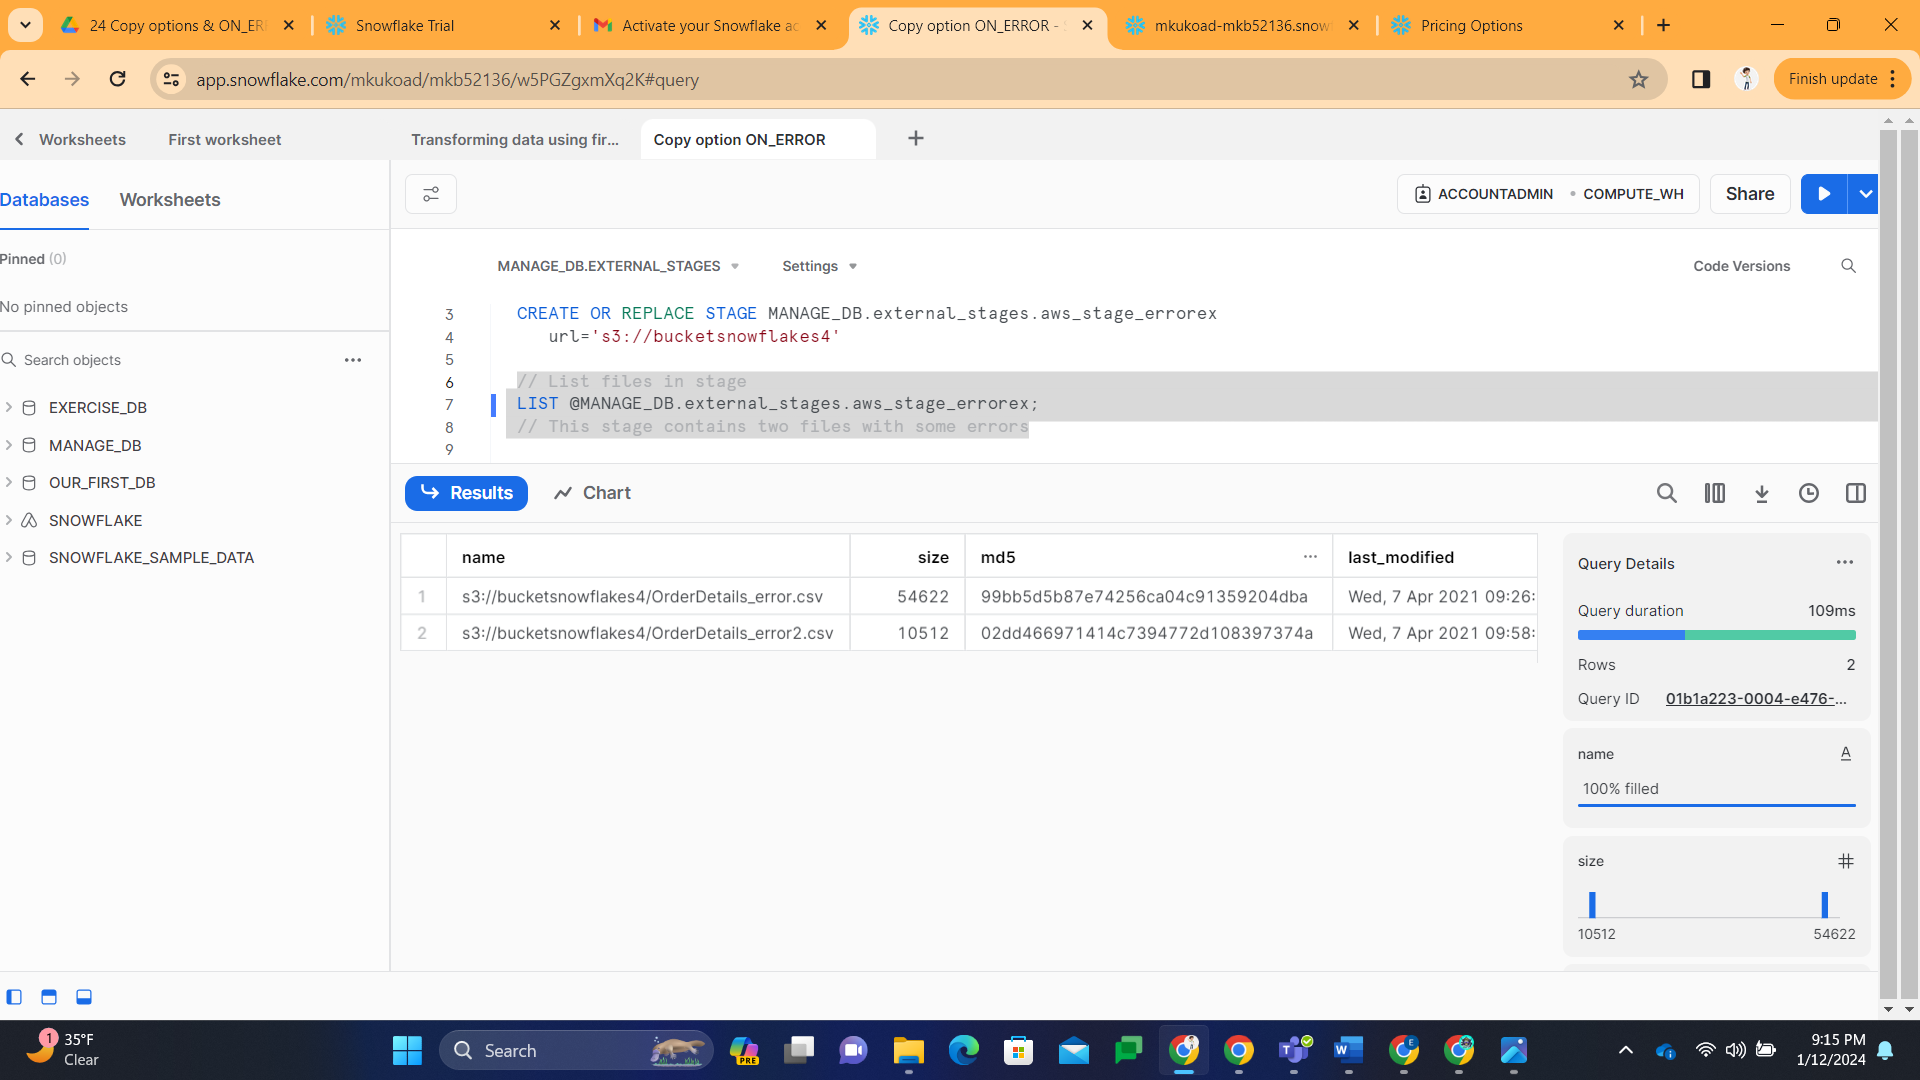 24 Copy options & ON_ER
Snowflake Trial
Activate your Snowflake ac
Copy option ON_ERROR - S
mkukoad-mkb52136.snow
Pricing Options
app.snowflake.com/mkukoad/mkb52136/w5PGZgxmXq2K#query
Finish update
Worksheets
First worksheet
Transforming data using fir...
Copy option ON_ERROR
Databases
Worksheets
ACCOUNTADMIN
COMPUTE_WH
Share
Pinned (0)
No pinned objects
MANAGE_DB.EXTERNAL_STAGES
Settings
Code Versions
3 CREATE OR REPLACE STAGE MANAGE_DB.external_stages.aws_stage_errorex
4 url='s3://bucketsnowflakes4'
5
6 // List files in stage
7 LIST @MANAGE_DB.external_stages.aws_stage_errorex;
8 // This stage contains two files with some errors
9
Search objects
EXERCISE_DB
MANAGE_DB
OUR_FIRST_DB
SNOWFLAKE
SNOWFLAKE_SAMPLE_DATA
Results
Chart
name size md5 ... last_modified
1 s3://bucketsnowflakes4/OrderDetails_error.csv 54622 99bb5d5b87e74256ca04c91359204dba Wed, 7 Apr 2021 09:26:
2 s3://bucketsnowflakes4/OrderDetails_error2.csv 10512 02dd466971414c7394772d108397374a Wed, 7 Apr 2021 09:58:
Query Details
Query duration 109ms
Rows 2
Query ID 01b1a223-0004-e476-...
name
A
100% filled
size
10512 54622
1
35°F
Clear
Search
PRE
9:15 PM
1/12/2024